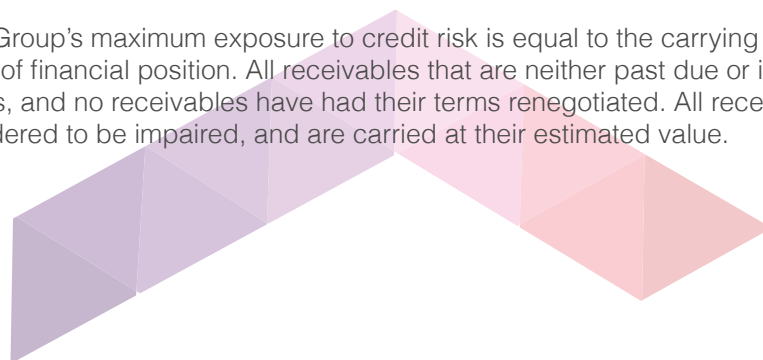 Group’s maximum exposure to credit risk is equal to the carrying
of financial position. All receivables that are neither past due or i
s, and no receivables have had their terms renegotiated. All rece
dered to be impaired, and are carried at their estimated value.